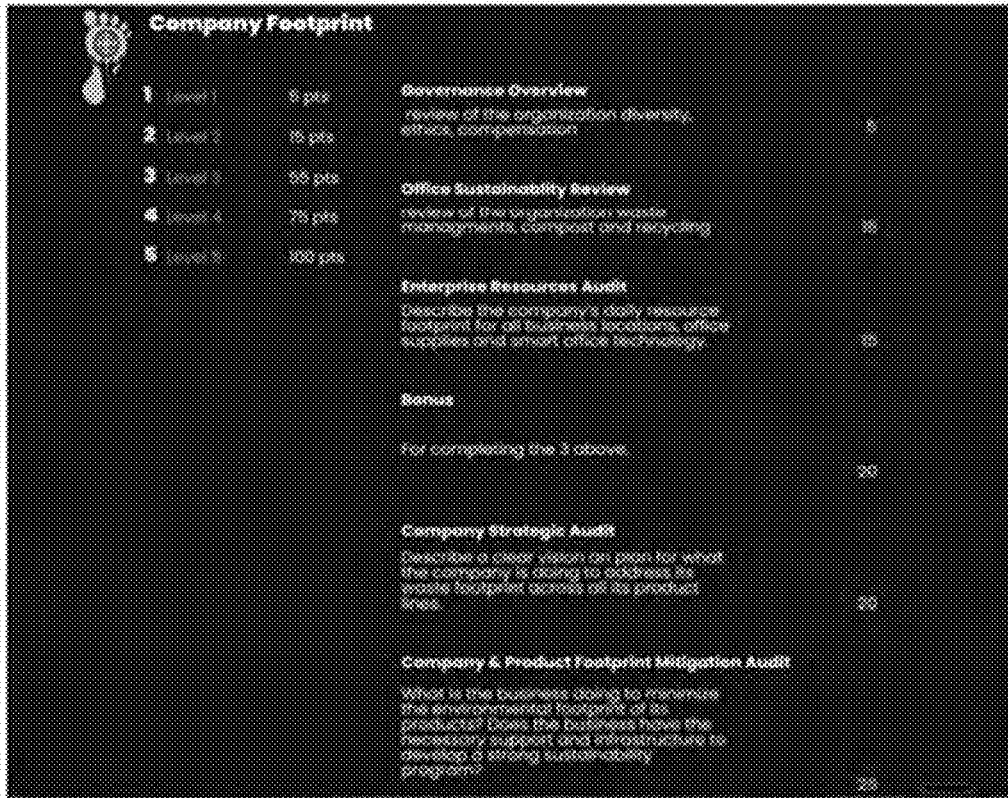 Company Footprint
1 Level 1 5 pts
2 Level 2 15 pts
3 Level 3 55 pts
4 Level 4 75 pts
5 Level 5 100 pts
Governance Overview
review of the organization diversity,
ethics, compensation
5
Office Sustainablity Review
review of the organization waste
managments, compost and recycling
15
Enterprise Resources Audit
Describe the company's daily resource
footprint for all business locations, office
supplies and smart office technology.
15
Bonus
For completing the 3 above.
20
Company Strategic Audit
Describe a clear vision an plan for what
the company is doing to address its
waste footprint across all its product
lines.
20
Company & Product Footprint Mitigation Audit
What is the business doing to minimize
the environmental footprint of its
products? Does the business have the
necessary support and infrastructure to
develop a strong sustainability
program?
25